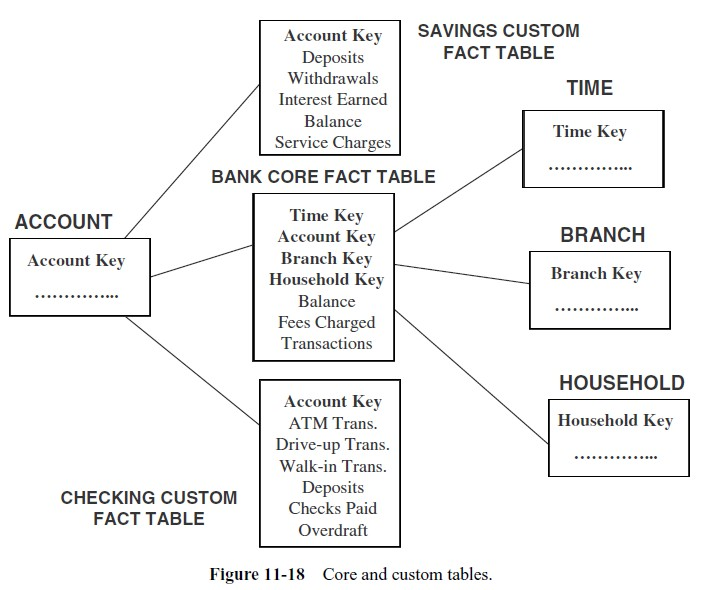 SAVINGS CUSTOM
FACT TABLE
Account Key
Deposits
Withdrawals
Interest Earned
Balance
Service Charges
TIME
Time Key
................
BANK CORE FACT TABLE
Time Key
Account Key
Branch Key
Household Key
Balance
Fees Charged
Transactions
ACCOUNT
Account Key
................
BRANCH
Branch Key
................
HOUSEHOLD
Household Key
................
CHECKING CUSTOM
FACT TABLE
Account Key
ATM Trans.
Drive-up Trans.
Walk-in Trans.
Deposits
Checks Paid
Overdraft
Figure 11-18 Core and custom tables.